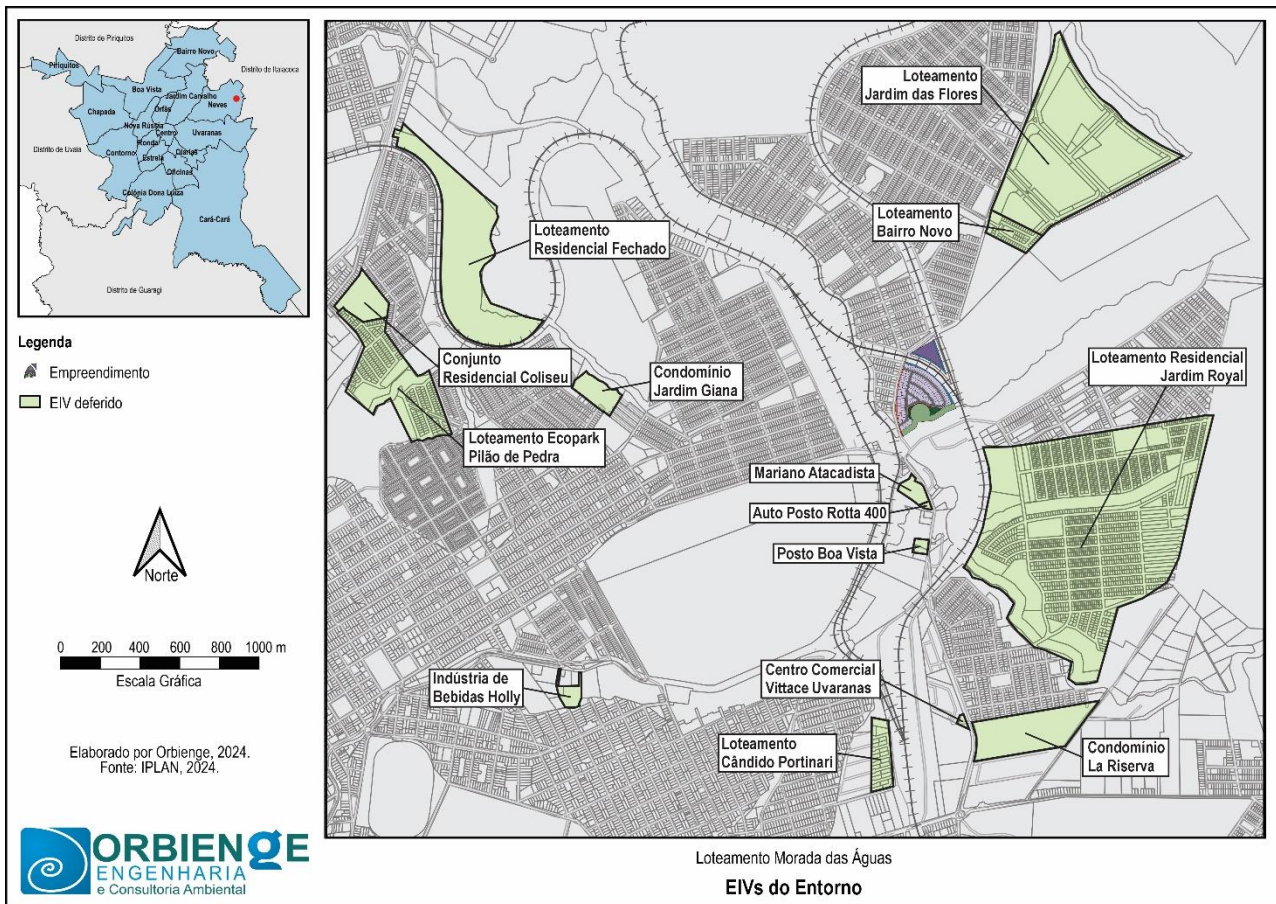 Distrito de Piriquitos
Bairro Novo
Distrito de Itaiacoca
Piriquitos
Boa Vista
Jardim Carvalho
Neves
Chapada
Órfãs
Nova Rússia
Centro
Uvaranas
Ronda
Olarias
Distrito de Uvaia
Contorno
Estrela
Oficinas
Colônia Dona Luiza
Cará-Cará
Distrito de Guaragi
Legenda
Empreendimento
EIV deferido
Norte
0 200 400 600 800 1000 m
Escala Gráfica
Elaborado por Orbienge, 2024.
Fonte: IPLAN, 2024.
ORBIENGE
ENGENHARIA
e Consultoria Ambiental
Loteamento
Jardim das Flores
Loteamento
Bairro Novo
Loteamento
Residencial Fechado
Conjunto
Residencial Coliseu
Condomínio
Jardim Giana
Loteamento Residencial
Jardim Royal
Loteamento Ecopark
Pilão de Pedra
Mariano Atacadista
Auto Posto Rotta 400
Posto Boa Vista
Indústria de
Bebidas Holly
Centro Comercial
Vittace Uvaranas
Loteamento
Cândido Portinari
Condomínio
La Riserva
Loteamento Morada das Águas
EIVs do Entorno